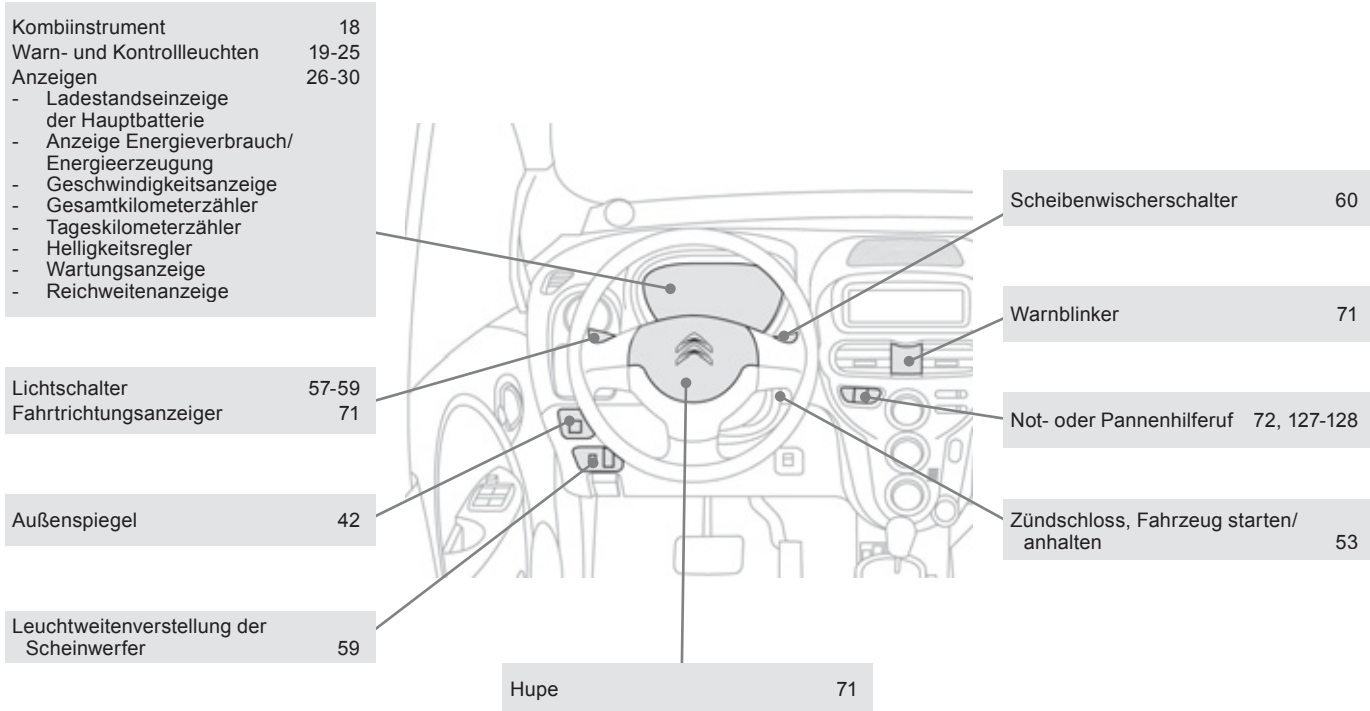 Kombiinstrument 18
Warn- und Kontrollleuchten 19-25
Anzeigen 26-30
- Ladestandseinzeige
der Hauptbatterie
- Anzeige Energieverbrauch/
Energieerzeugung
- Geschwindigkeitsanzeige
- Gesamtkilometerzähler
- Tageskilometerzähler
- Helligkeitsregler
- Wartungsanzeige
- Reichweitenanzeige
Lichtschalter 57-59
Fahrtrichtungsanzeiger 71
Außenspiegel 42
Leuchtweitenverstellung der
Scheinwerfer 59
Hupe 71
Scheibenwischerschalter 60
Warnblinker 71
Not- oder Pannenhilferuf 72, 127-128
Zündschloss, Fahrzeug starten/
anhalten 53